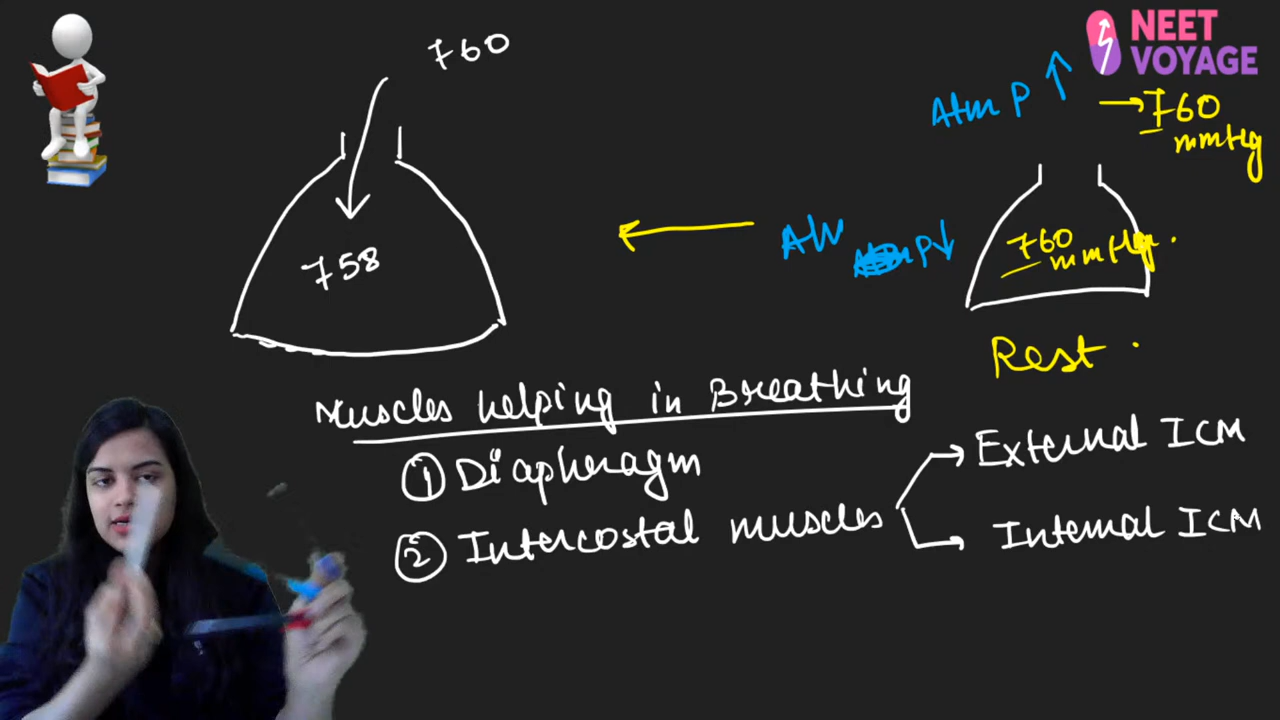 760
NEET
VOYAGE
Atm P ↑
→ 760
mmHg
758
AW P↓
760
mmHg.
Rest.
Muscles helping in Breathing
① Diaphragm
② Intercostal muscles
External ICM
Internal ICM